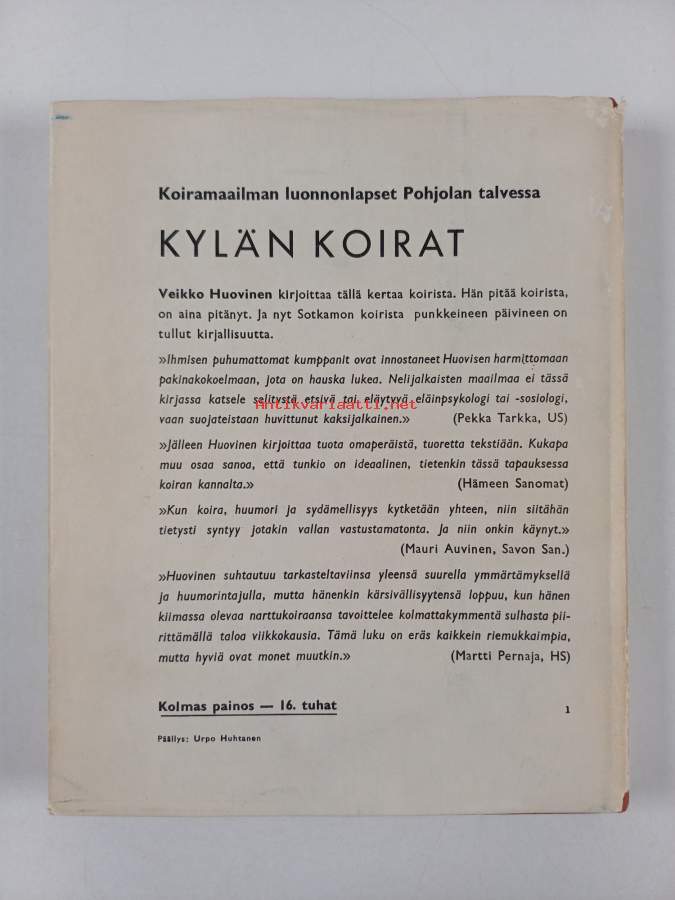 Koiramaailman luonnonlapset Pohjolan talvessa
KYLÄN KOIRAT
Veikko Huovinen kirjoittaa tällä kertaa koirista. Hän pitää koirista,
on aina pitänyt. Ja nyt Sotkamon koirista punkkeineen päivineen on
tullut kirjallisuutta.
»Ihmisen puhumattomat kumppanit ovat innostaneet Huovisen harmittomaan
pakinakokoelmaan, jota on hauska lukea. Nelijalkaisten maailmaa ei tässä
kirjassa katsele selitystä etsivä tai eläytyvä eläinpsykologi tai -sosiologi,
Antikvariaatti.net
vaan suojateistaan huvittunut kaksijalkainen.» (Pekka Tarkka, US)
»Jälleen Huovinen kirjoittaa tuota omaperäistä, tuoretta tekstiään. Kukapa
muu osaa sanoa, että tunkio on ideaalinen, tietenkin tässä tapauksessa
koiran kannalta.» (Hämeen Sanomat)
»Kun koira, huumori ja sydämellisyys kytketään yhteen, niin siitähän
tietysti syntyy jotakin vallan vastustamatonta. Ja niin onkin käynyt.»
(Mauri Auvinen, Savon San.)
»Huovinen suhtautuu tarkasteltaviinsa yleensä suurella ymmärtämyksellä
ja huumorintajulla, mutta hänenkin kärsivällisyytensä loppuu, kun hänen
kiimassa olevaa narttukoiraansa tavoittelee kolmattakymmentä sulhasta pii-
rittämällä taloa viikkokausia. Tämä luku on eräs kaikkein riemukkaimpia,
mutta hyviä ovat monet muutkin.» (Martti Pernaja, HS)
Kolmas painos — 16. tuhat
1
Päällys: Urpo Huhtanen